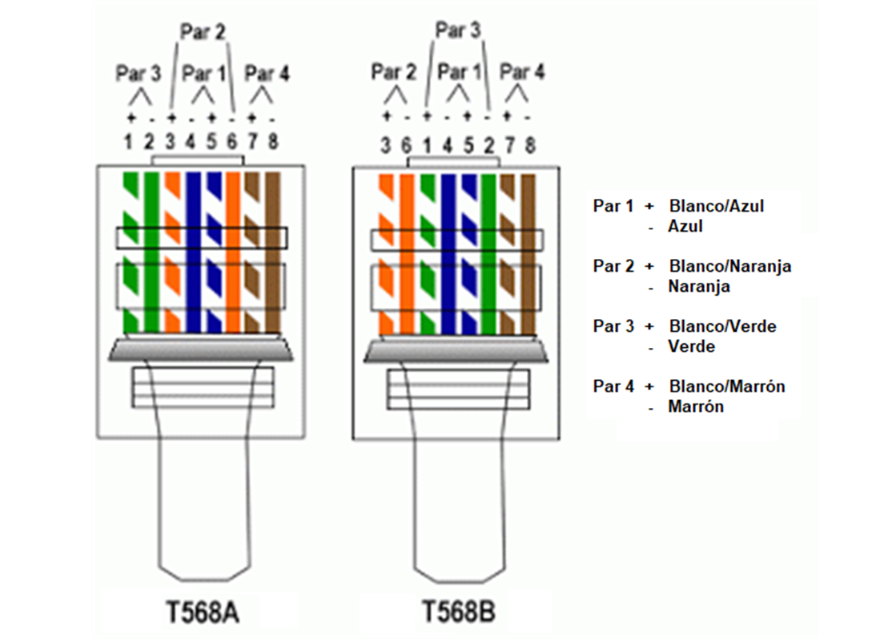 Par 2
Par 3 Par 1 Par 4
+ - + - + - + -
1 2 3 4 5 6 7 8
T568A
Par 3
Par 2 Par 1 Par 4
+ - + - + - + -
3 6 1 4 5 2 7 8
T568B
Par 1 + Blanco/Azul
- Azul
Par 2 + Blanco/Naranja
- Naranja
Par 3 + Blanco/Verde
- Verde
Par 4 + Blanco/Marrón
- Marrón